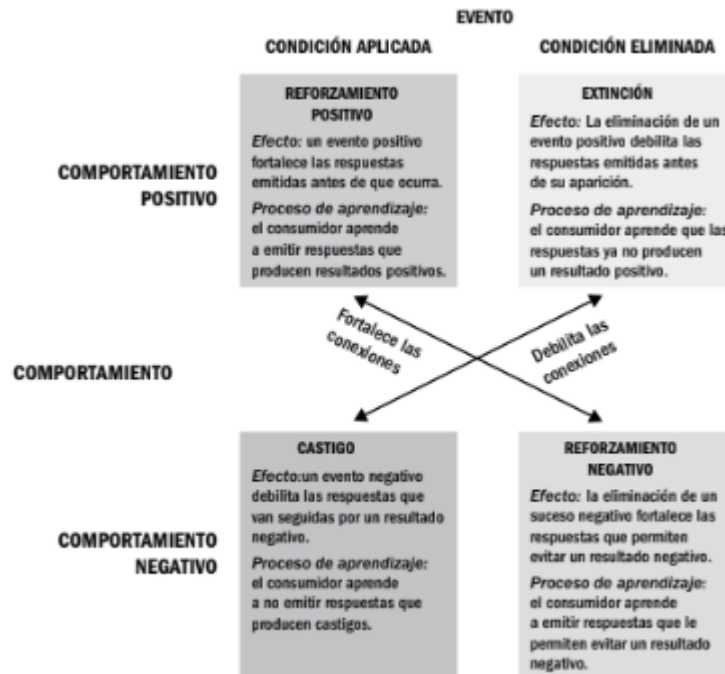 EVENTO
CONDICIÓN APLICADA
CONDICIÓN ELIMINADA
COMPORTAMIENTO
POSITIVO
REFORZAMIENTO
POSITIVO
Efecto: un evento positivo
fortalece las respuestas
emitidas antes de que ocurra.
Proceso de aprendizaje:
el consumidor aprende
a emitir respuestas que
producen resultados positivos.
EXTINCIÓN
Efecto: La eliminación de un
evento positivo debilita las
respuestas emitidas antes
de su aparición.
Proceso de aprendizaje:
el consumidor aprende que las
respuestas ya no producen
un resultado positivo.
Fortalece las
conexiones
Debilita las
conexiones
COMPORTAMIENTO
COMPORTAMIENTO
NEGATIVO
CASTIGO
Efecto:un evento negativo
debilita las respuestas que
van seguidas por un resultado
negativo.
Proceso de aprendizaje:
el consumidor aprende
a no emitir respuestas que
producen castigos.
REFORZAMIENTO
NEGATIVO
Efecto: la eliminación de un
suceso negativo fortalece las
respuestas que permiten
evitar un resultado negativo.
Proceso de aprendizaje:
el consumidor aprende
a emitir respuestas que le
permiten evitar un resultado
negativo.